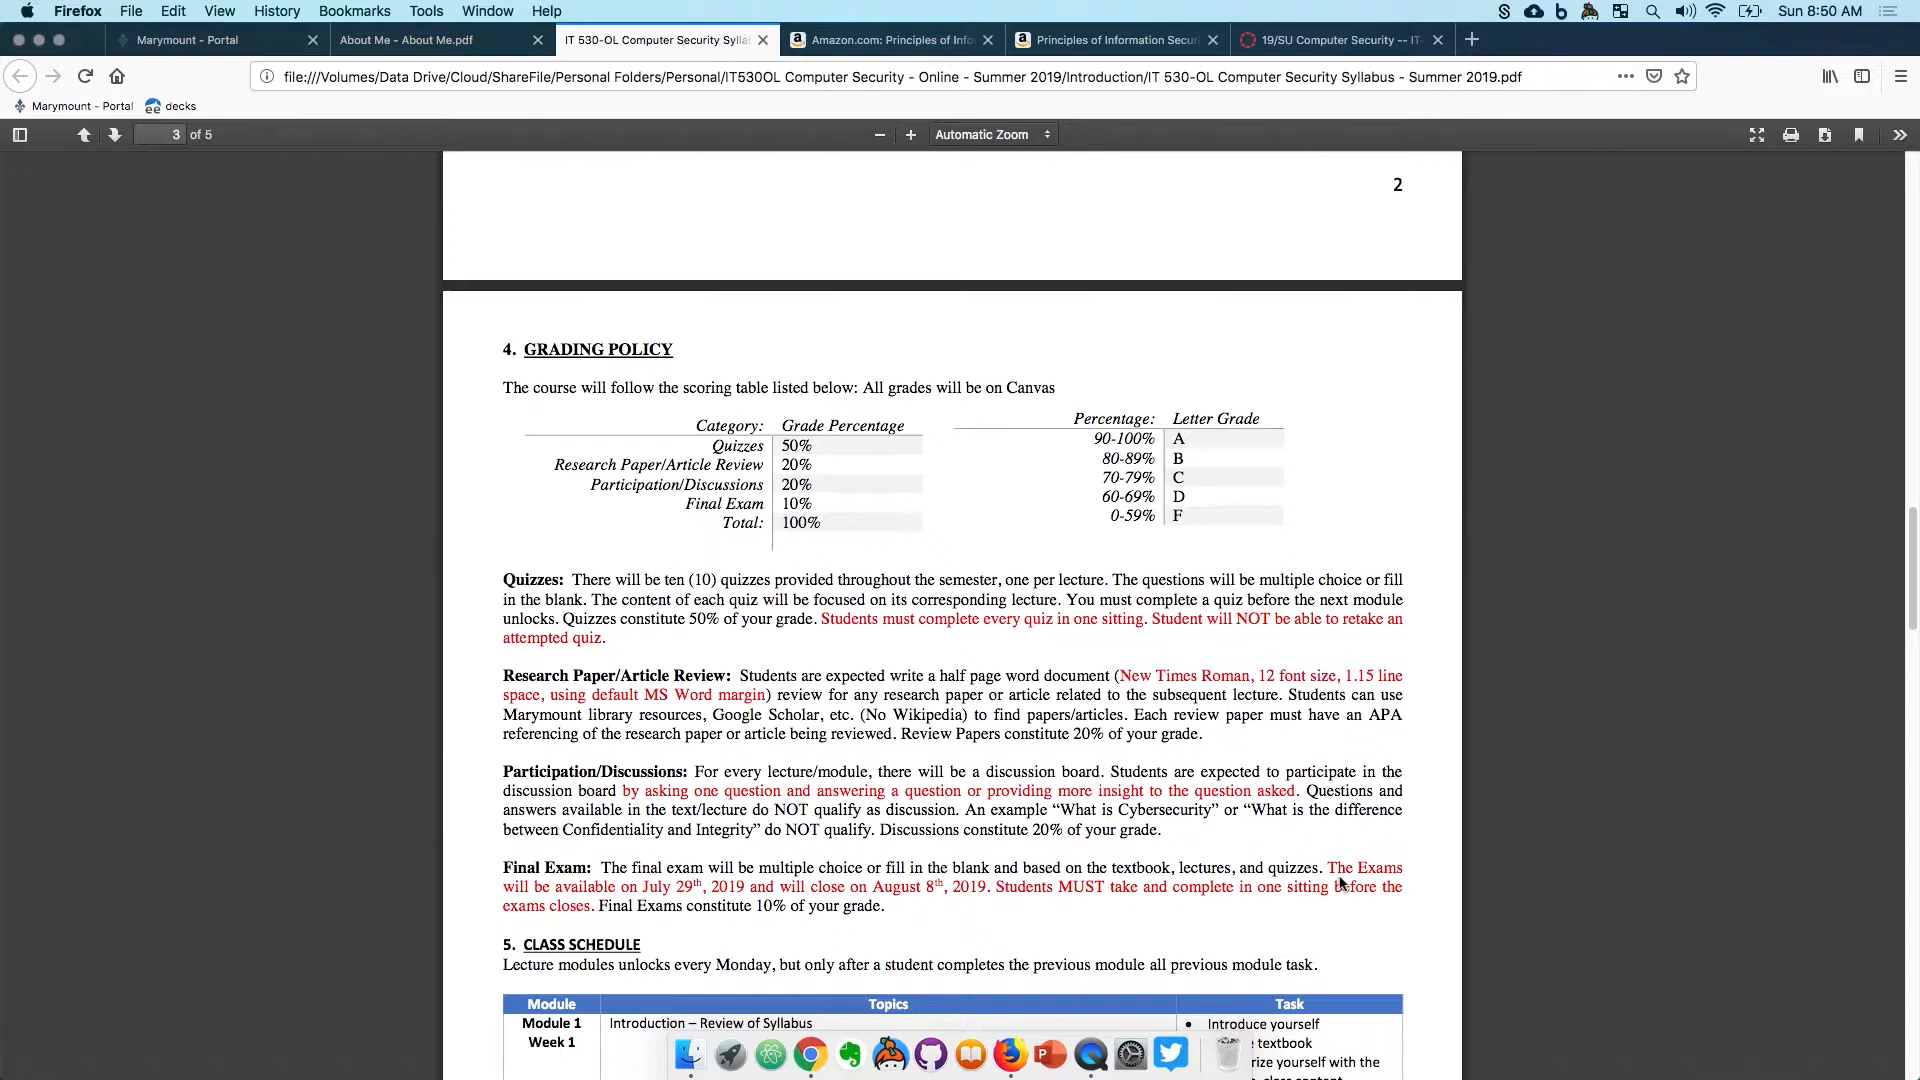 Firefox File Edit View History Bookmarks Tools Window Help Sun 8:50 AM
Marymount - Portal About Me - About Me.pdf IT 530-OL Computer Security Sylla Amazon.com: Principles of Info Principles of Information Securi 19/SU Computer Security -- IT-
file:///Volumes/Data Drive/Cloud/ShareFile/Personal Folders/Personal/IT530OL Computer Security - Online - Summer 2019/Introduction/IT 530-OL Computer Security Syllabus - Summer 2019.pdf
Marymount - Portal decks
3 of 5 Automatic Zoom
2
4. GRADING POLICY
The course will follow the scoring table listed below: All grades will be on Canvas
Category: Grade Percentage
Quizzes 50%
Research Paper/Article Review 20%
Participation/Discussions 20%
Final Exam 10%
Total: 100%
Percentage: Letter Grade
90-100% A
80-89% B
70-79% C
60-69% D
0-59% F
Quizzes: There will be ten (10) quizzes provided throughout the semester, one per lecture. The questions will be multiple choice or fill
in the blank. The content of each quiz will be focused on its corresponding lecture. You must complete a quiz before the next module
unlocks. Quizzes constitute 50% of your grade. Students must complete every quiz in one sitting. Student will NOT be able to retake an
attempted quiz.
Research Paper/Article Review: Students are expected write a half page word document (New Times Roman, 12 font size, 1.15 line
space, using default MS Word margin) review for any research paper or article related to the subsequent lecture. Students can use
Marymount library resources, Google Scholar, etc. (No Wikipedia) to find papers/articles. Each review paper must have an APA
referencing of the research paper or article being reviewed. Review Papers constitute 20% of your grade.
Participation/Discussions: For every lecture/module, there will be a discussion board. Students are expected to participate in the
discussion board by asking one question and answering a question or providing more insight to the question asked. Questions and
answers available in the text/lecture do NOT qualify as discussion. An example “What is Cybersecurity” or “What is the difference
between Confidentiality and Integrity” do NOT qualify. Discussions constitute 20% of your grade.
Final Exam: The final exam will be multiple choice or fill in the blank and based on the textbook, lectures, and quizzes. The Exams
will be available on July 29th, 2019 and will close on August 8th, 2019. Students MUST take and complete in one sitting before the
exams closes. Final Exams constitute 10% of your grade.
5. CLASS SCHEDULE
Lecture modules unlocks every Monday, but only after a student completes the previous module all previous module task.
Module Topics Task
Module 1 Introduction – Review of Syllabus • Introduce yourself
Week 1 textbook
rize yourself with the
class content